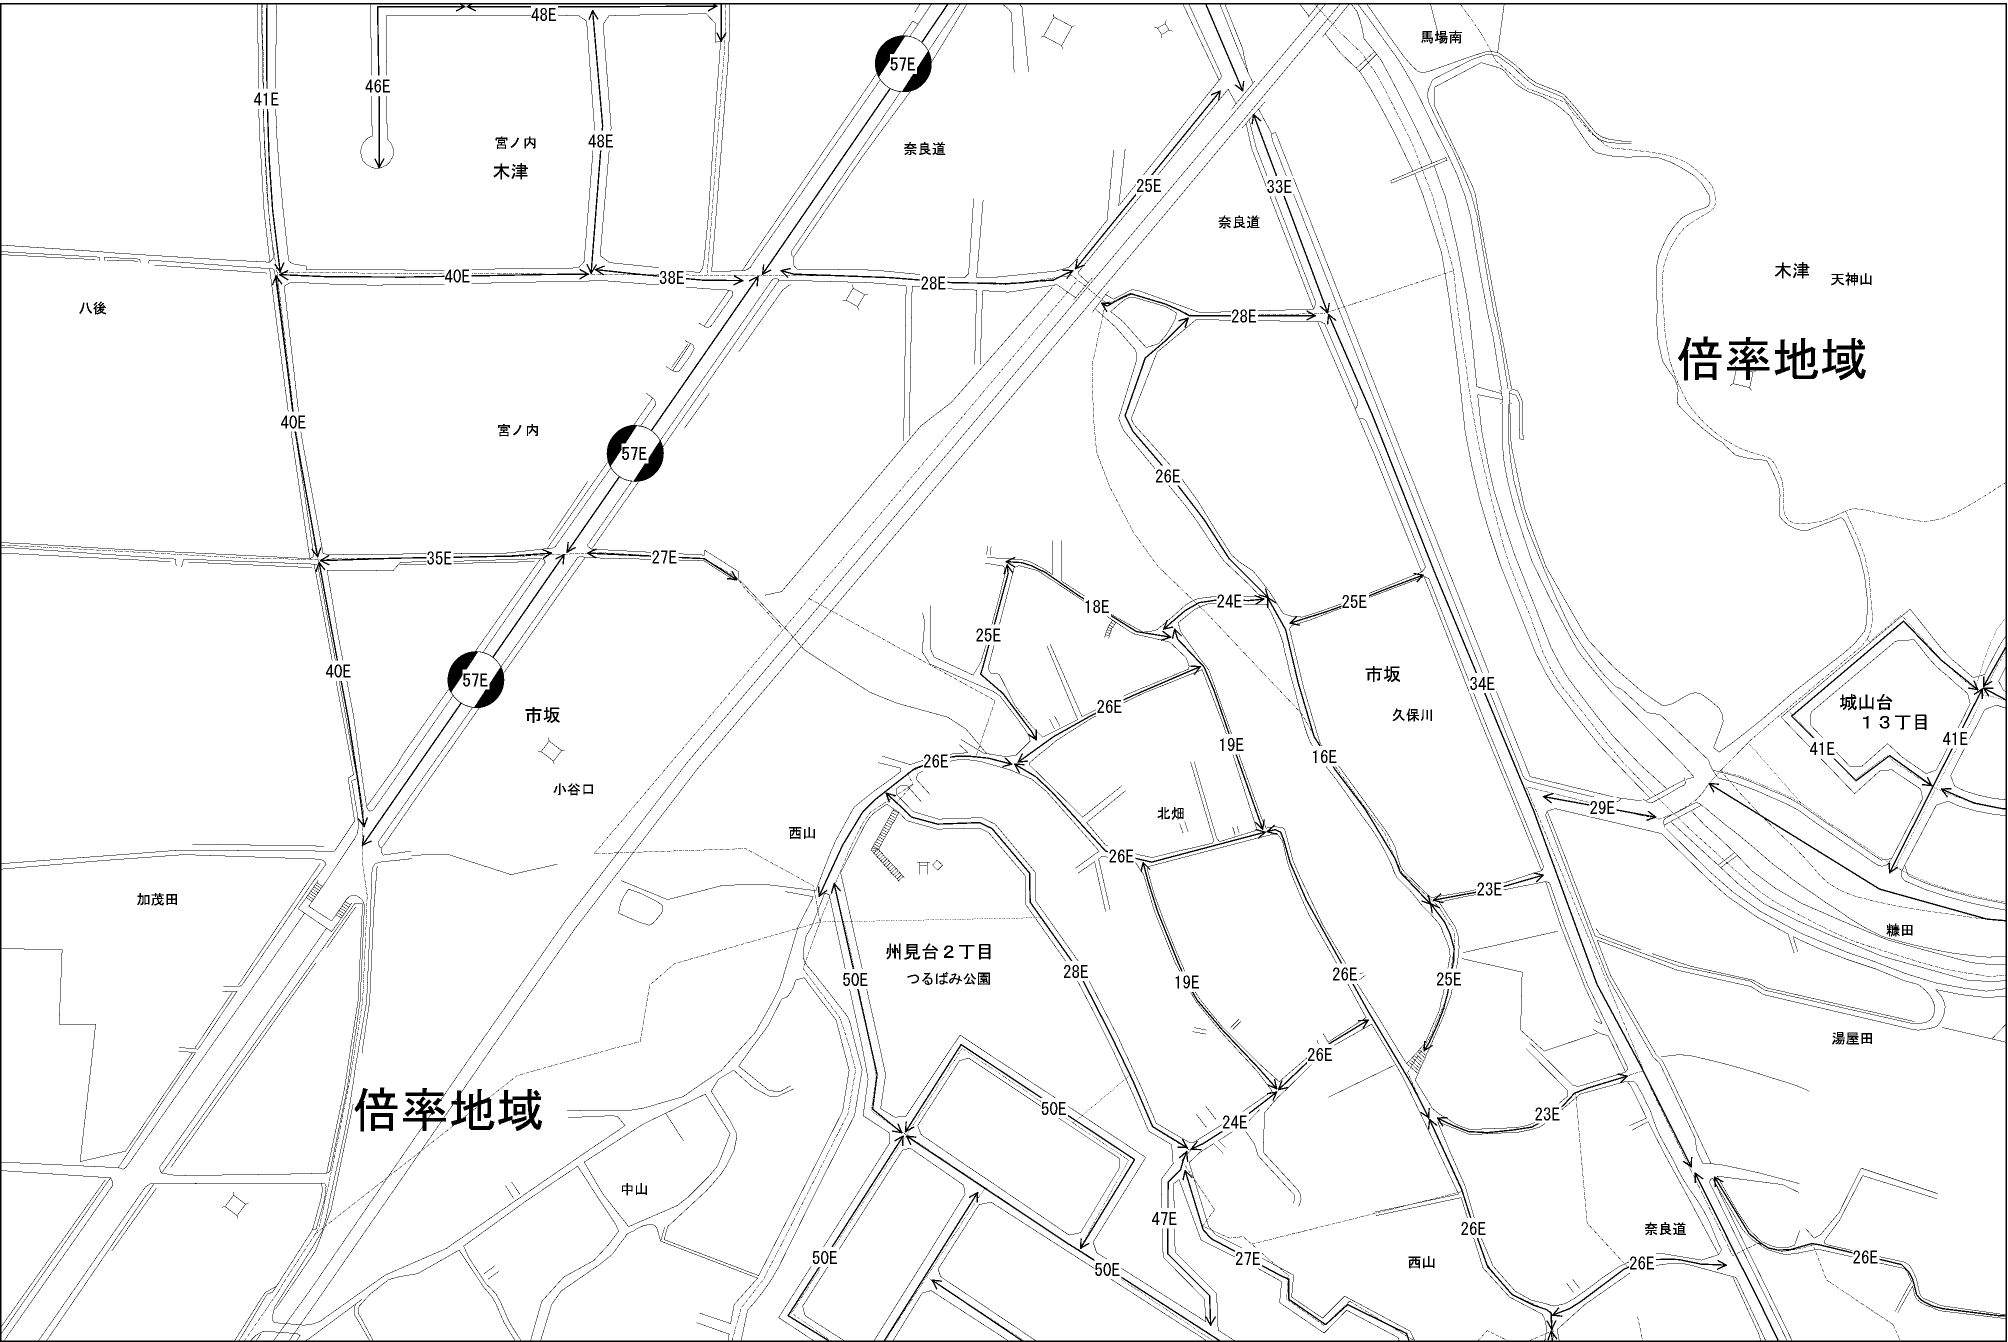 48E
馬場南
57E
46E
41E
宮ノ内
48E
奈良道
木津
25E
33E
奈良道
木津
天神山
40E
38E
28E
八後
28E
倍率地域
40E
宮ノ内
57E
26E
35E
27E
18E
24E
25E
25E
40E
57E
市坂
34E
市坂
26E
久保川
城山台
13丁目
19E
41E
41E
16E
26E
小谷口
29E
北畑
西山
26E
23E
加茂田
糠田
州見台2丁目
つるばみ公園
28E
50E
19E
26E
25E
湯屋田
26E
倍率地域
50E
24E
23E
中山
47E
26E
奈良道
50E
27E
西山
26E
26E
50E